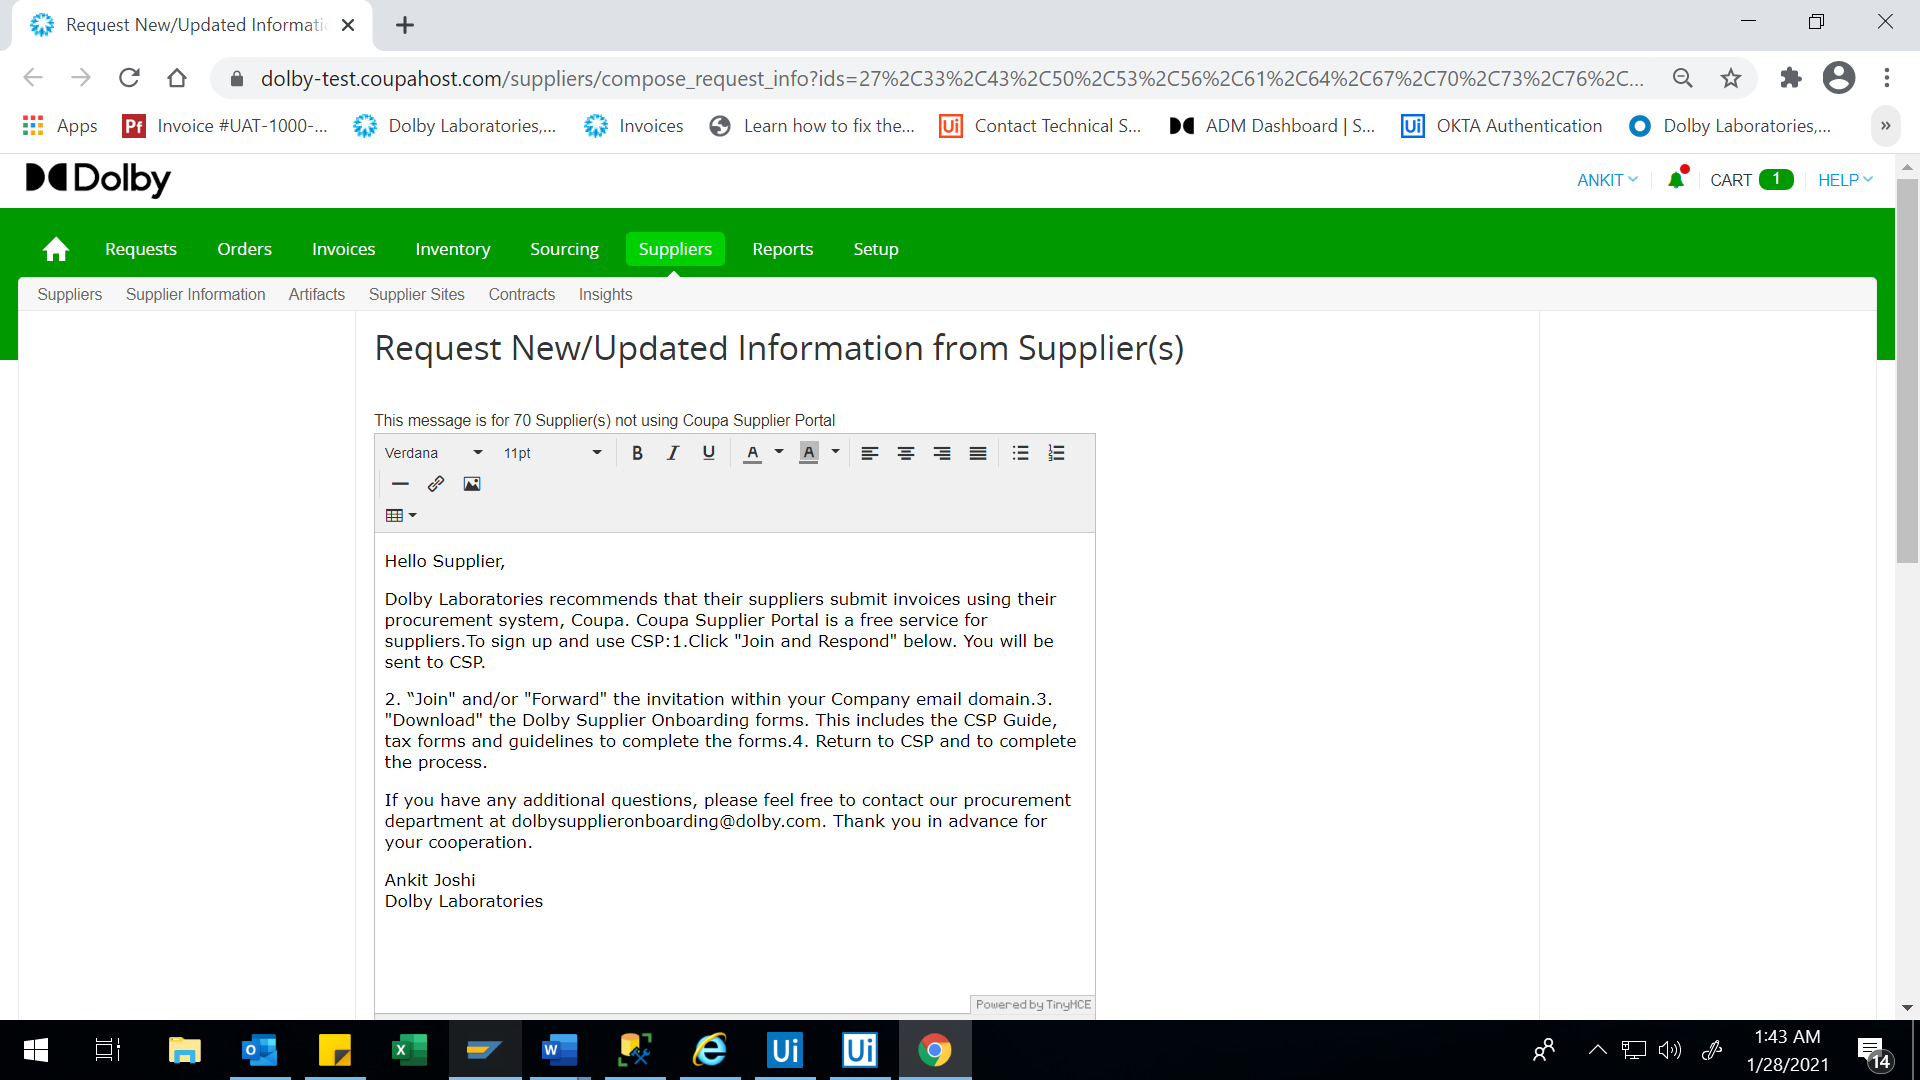 Request New/Updated Informati
dolby-test.coupahost.com/suppliers/compose_request_info?ids=27%2C33%2C43%2C50%2C53%2C56%2C61%2C64%2C67%2C70%2C73%2C76%2C...
Apps
Pf Invoice #UAT-1000-...
Dolby Laboratories,...
Invoices
Learn how to fix the...
Ui Contact Technical S...
ADM Dashboard | S...
Ui OKTA Authentication
Dolby Laboratories,...
»
Dolby
ANKIT
CART 1
HELP
Requests Orders Invoices Inventory Sourcing Suppliers Reports Setup
Suppliers Supplier Information Artifacts Supplier Sites Contracts Insights
Request New/Updated Information from Supplier(s)
This message is for 70 Supplier(s) not using Coupa Supplier Portal
Verdana 11pt B I U A A
Hello Supplier,
Dolby Laboratories recommends that their suppliers submit invoices using their
procurement system, Coupa. Coupa Supplier Portal is a free service for
suppliers.To sign up and use CSP:1.Click "Join and Respond" below. You will be
sent to CSP.
2. “Join" and/or "Forward" the invitation within your Company email domain.3.
"Download" the Dolby Supplier Onboarding forms. This includes the CSP Guide,
tax forms and guidelines to complete the forms.4. Return to CSP and to complete
the process.
If you have any additional questions, please feel free to contact our procurement
department at dolbysupplieronboarding@dolby.com. Thank you in advance for
your cooperation.
Ankit Joshi
Dolby Laboratories
Powered by TinyMCE
Ui
Ui
1:43 AM
1/28/2021
14